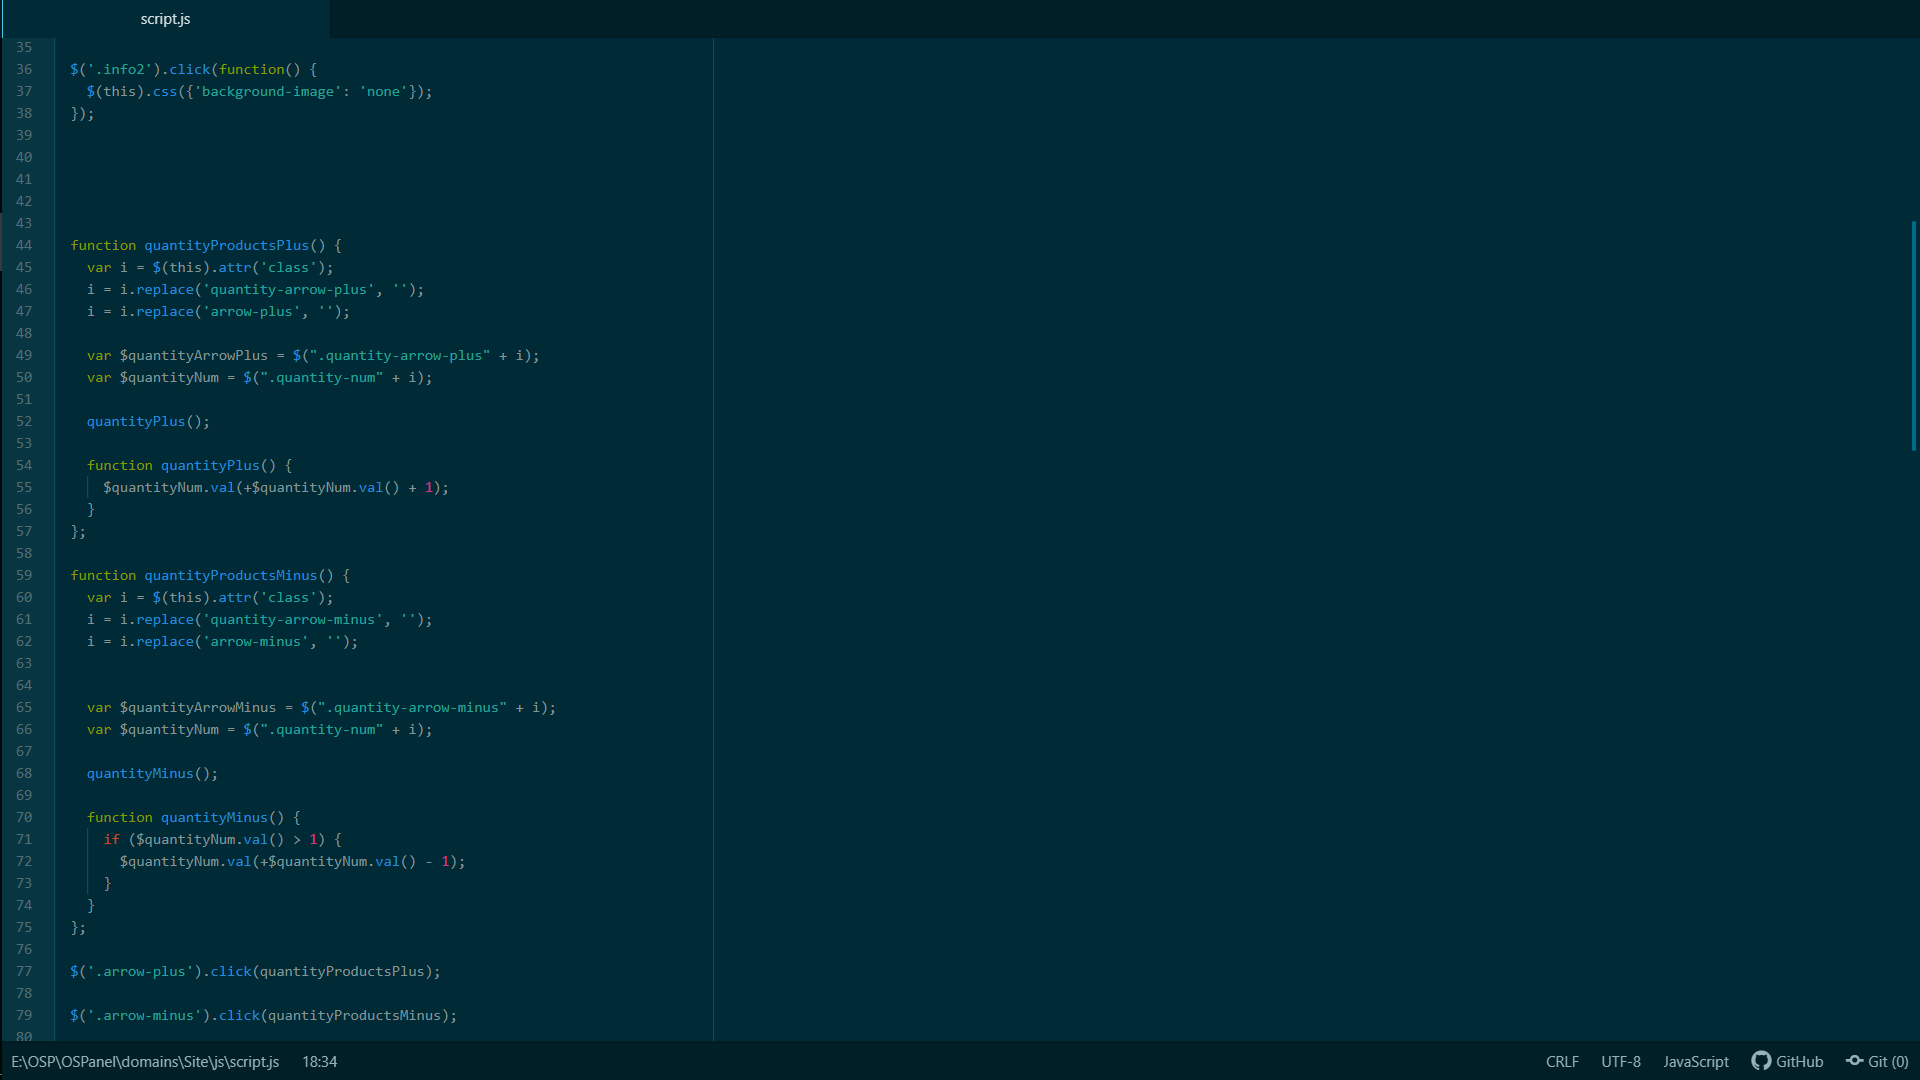 script.js
35
36 $('.info2').click(function() {
37   $(this).css({'background-image': 'none'});
38 });
39
40
41
42
43
44 function quantityProductsPlus() {
45   var i = $(this).attr('class');
46   i = i.replace('quantity-arrow-plus', '');
47   i = i.replace('arrow-plus', '');
48
49   var $quantityArrowPlus = $(".quantity-arrow-plus" + i);
50   var $quantityNum = $(".quantity-num" + i);
51
52   quantityPlus();
53
54   function quantityPlus() {
55     $quantityNum.val(+$quantityNum.val() + 1);
56   }
57 };
58
59 function quantityProductsMinus() {
60   var i = $(this).attr('class');
61   i = i.replace('quantity-arrow-minus', '');
62   i = i.replace('arrow-minus', '');
63
64
65   var $quantityArrowMinus = $(".quantity-arrow-minus" + i);
66   var $quantityNum = $(".quantity-num" + i);
67
68   quantityMinus();
69
70   function quantityMinus() {
71     if ($quantityNum.val() > 1) {
72       $quantityNum.val(+$quantityNum.val() - 1);
73     }
74   }
75 };
76
77 $('.arrow-plus').click(quantityProductsPlus);
78
79 $('.arrow-minus').click(quantityProductsMinus);
80
E:\OSP\OSPanel\domains\Site\js\script.js 18:34 CRLF UTF-8 JavaScript GitHub Git (0)